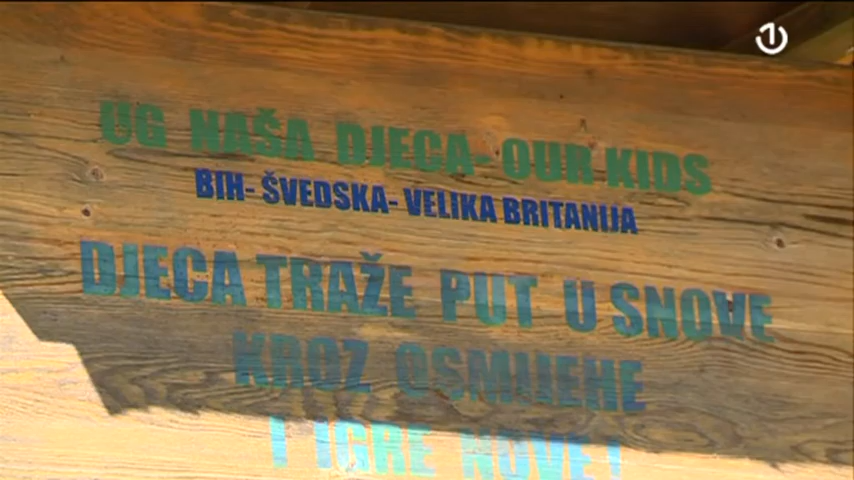 UG NAŠA DJECA- OUR KIDS
BIH- ŠVEDSKA- VELIKA BRITANIJA
DJECA TRAŽE PUT U SNOVE
KROZ OSMIJEHE
I IGRE NOVE!